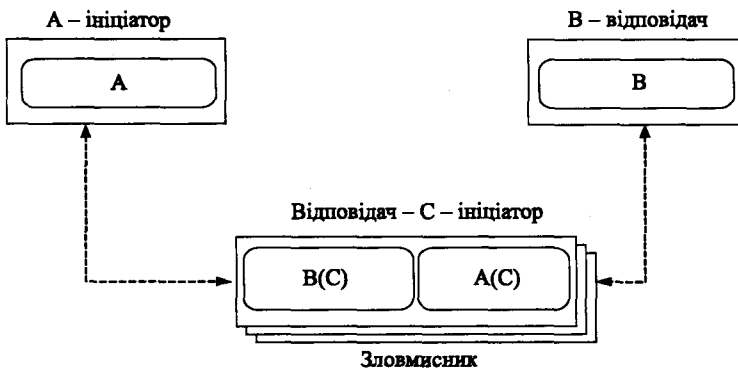 А – ініціатор
В – відповідач
А
В
Відповідач – С – ініціатор
В(С)
А(С)
Зловмисник